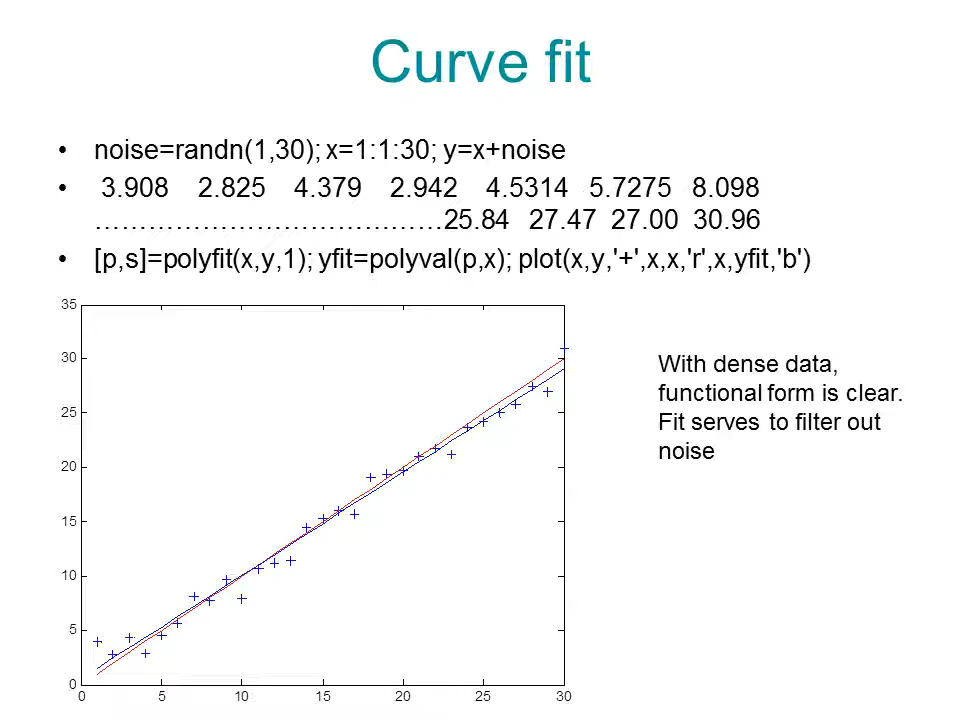 Curve fit
• noise=randn(1,30); x=1:1:30; y=x+noise
• 3.908 2.825 4.379 2.942 4.5314 5.7275 8.098
……………………………….……25.84 27.47 27.00 30.96
• [p,s]=polyfit(x,y,1); yfit=polyval(p,x); plot(x,y,'+',x,x,'r',x,yfit,'b')
35
30
25
20
15
10
5
0
0 5 10 15 20 25 30
With dense data,
functional form is clear.
Fit serves to filter out
noise